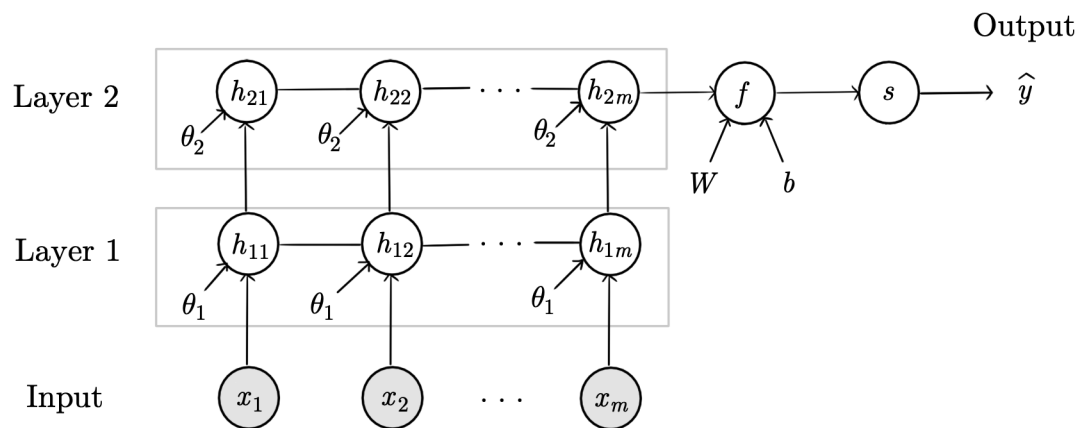 Output
Layer 2 h₂₁ h₂₂ · · · h₂ₘ f s ŷ
θ₂ θ₂ θ₂
W b
Layer 1 h₁₁ h₁₂ · · · h₁ₘ
θ₁ θ₁ θ₁
Input x₁ x₂ · · · xₘ